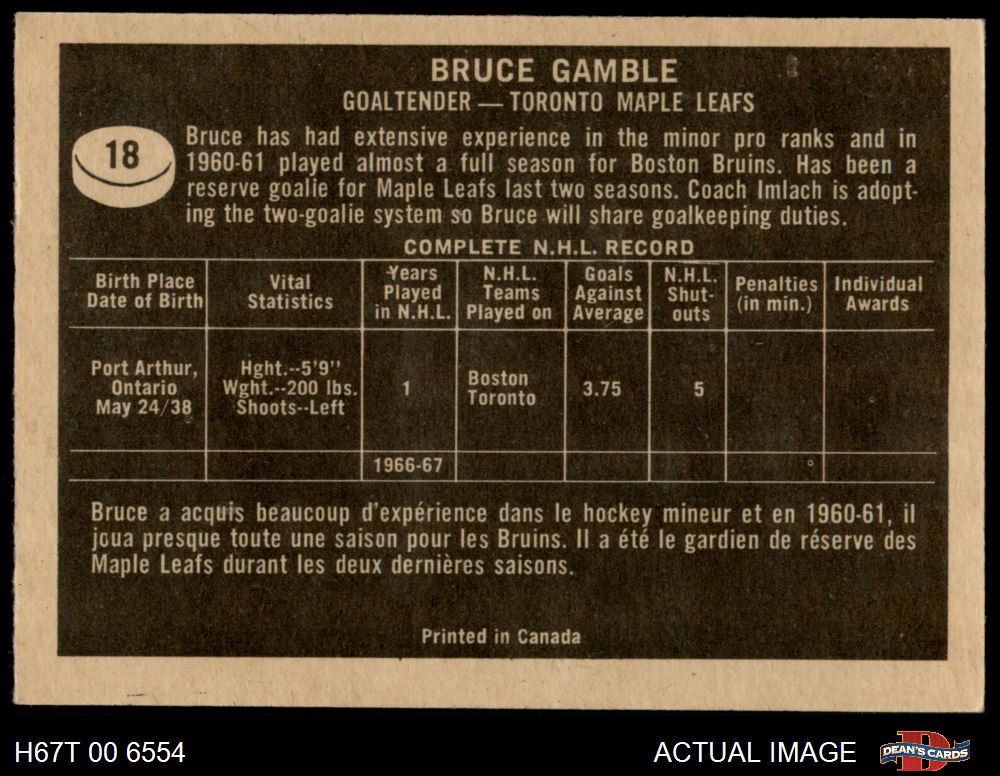 BRUCE GAMBLE
GOALTENDER — TORONTO MAPLE LEAFS
18
Bruce has had extensive experience in the minor pro ranks and in
1960-61 played almost a full season for Boston Bruins. Has been a
reserve goalie for Maple Leafs last two seasons. Coach Imlach is adopt-
ing the two-goalie system so Bruce will share goalkeeping duties.
COMPLETE N.H.L. RECORD
Birth Place
Date of Birth
Vital
Statistics
Years
Played
in N.H.L.
N.H.L.
Teams
Played on
Goals
Against
Average
N.H.L.
Shut-
outs
Penalties
(in min.)
Individual
Awards
Port Arthur,
Ontario
May 24/38
Hght.--5'9''
Wght.--200 lbs.
Shoots--Left
1
Boston
Toronto
3.75
5
1966-67
Bruce a acquis beaucoup d'expérience dans le hockey mineur et en 1960-61, il
joua presque toute une saison pour les Bruins. Il a été le gardien de réserve des
Maple Leafs durant les deux dernières saisons.
Printed in Canada
H67T 00 6554
ACTUAL IMAGE
D
DEAN'S CARDS